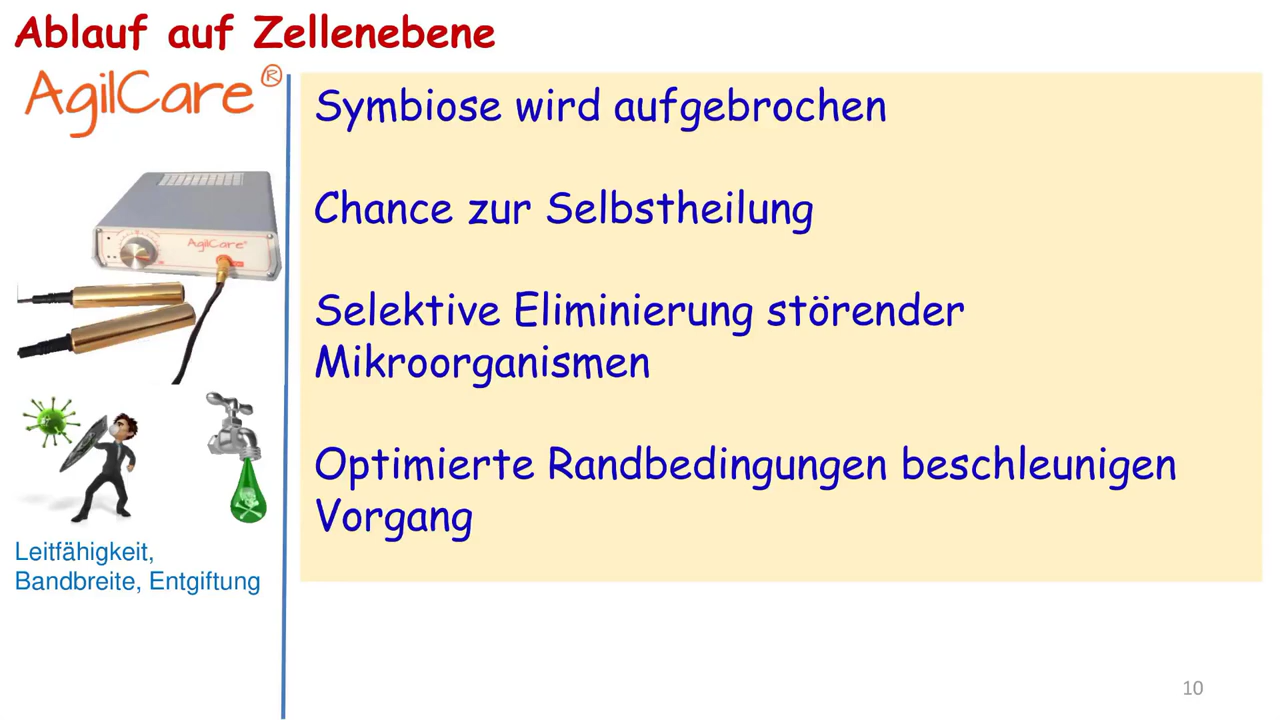 Ablauf auf Zellenebene
AgilCare®
AgilCare®
Leitfähigkeit,
Bandbreite, Entgiftung
Symbiose wird aufgebrochen
Chance zur Selbstheilung
Selektive Eliminierung störender
Mikroorganismen
Optimierte Randbedingungen beschleunigen
Vorgang
10